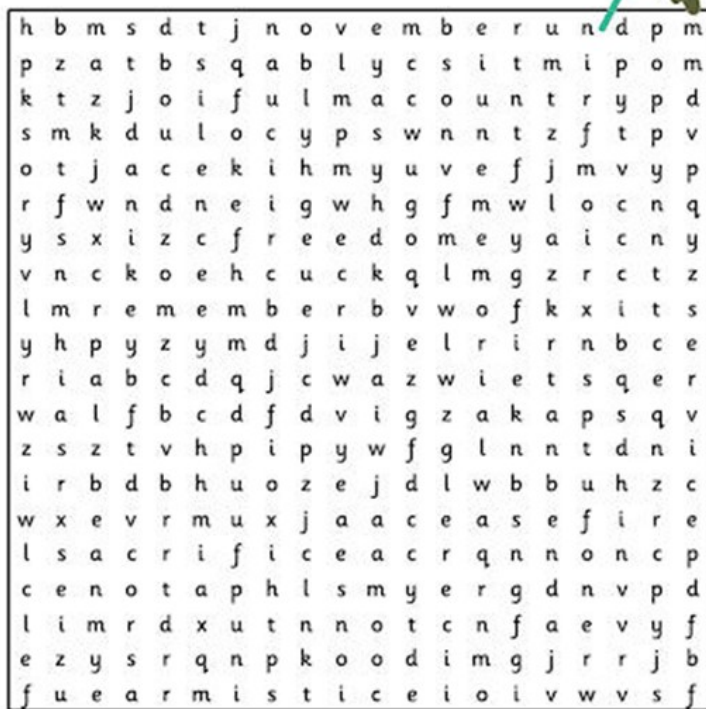 h b m s d t j n o v e m b e r u n d p m
p z a t b s q a b l y c s i t m i p o m
k t z j o i f u l m a c o u n t r y p d
s m k d u l o c y p s w n n t z f t p v
o t j a c e k i h m y u v e f j m v y p
r f w n d n e i g w h g f m w l o c n q
y s x i z c f r e e d o m e y a i c n y
v n c k o e h c u c k q l m g z r c t z
l m r e m e m b e r b v w o f k x i t s
y h p y z y m d j i j e l r i r n b c e
r i a b c d q j c w a z w i e t s q e r
w a l f b c d f d v i g z a k a p s q v
z s z t v h p i p y w f g l n n t d n i
i r b d b h u o z e j d l w b b u h z c
w x e v r m u x j a a c e a s e f i r e
l s a c r i f i c e a c r q n n o n c p
c e n o t a p h l s m y e r g d n v p d
l i m r d x u t n n o t c n f a e v y f
e z y s r q n p k o o d i m g j r r j b
f u e a r m i s t i c e i o i v w v s f